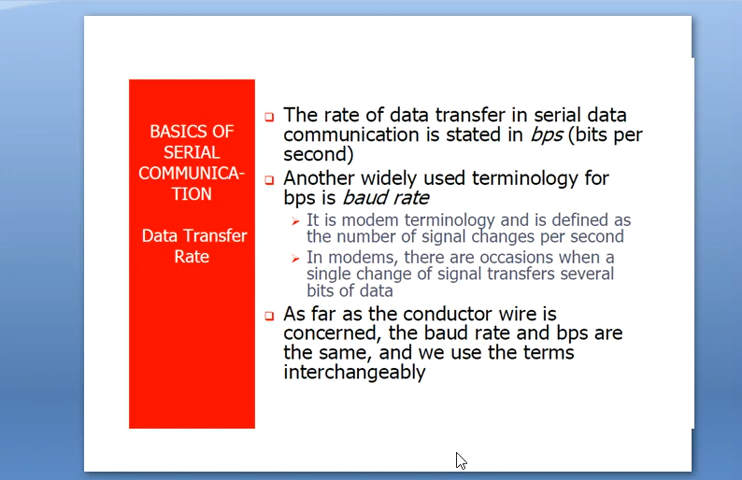 BASICS OF
SERIAL
COMMUNICA-
TION
Data Transfer
Rate
The rate of data transfer in serial data
communication is stated in bps (bits per
second)
Another widely used terminology for
bps is baud rate
It is modem terminology and is defined as
the number of signal changes per second
In modems, there are occasions when a
single change of signal transfers several
bits of data
As far as the conductor wire is
concerned, the baud rate and bps are
the same, and we use the terms
interchangeably